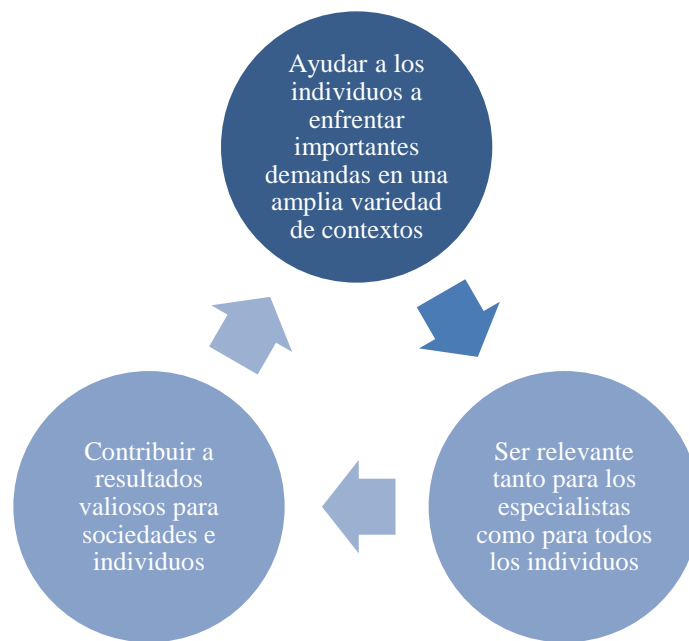 Ayudar a los
individuos a
enfrentar
importantes
demandas en una
amplia variedad
de contextos
Ser relevante
tanto para los
especialistas
como para todos
los individuos
Contribuir a
resultados
valiosos para
sociedades e
individuos